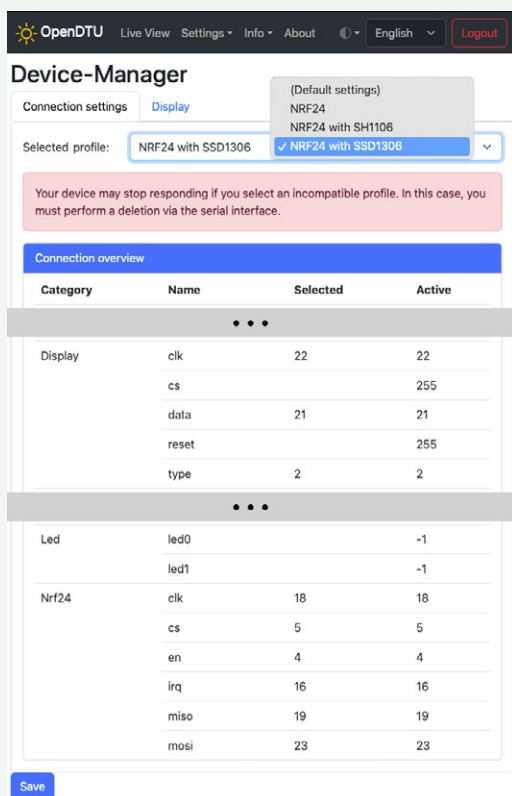 OpenDTU Live View Settings Info About English Logout
Device-Manager
Connection settings Display
(Default settings)
NRF24
NRF24 with SH1106
✓ NRF24 with SSD1306
Selected profile: NRF24 with SSD1306
Your device may stop responding if you select an incompatible profile. In this case, you
must perform a deletion via the serial interface.
Connection overview
Category Name Selected Active
• • •
Display clk 22 22
cs 255
data 21 21
reset 255
type 2 2
• • •
Led led0 -1
led1 -1
Nrf24 clk 18 18
cs 5 5
en 4 4
irq 16 16
miso 19 19
mosi 23 23
Save